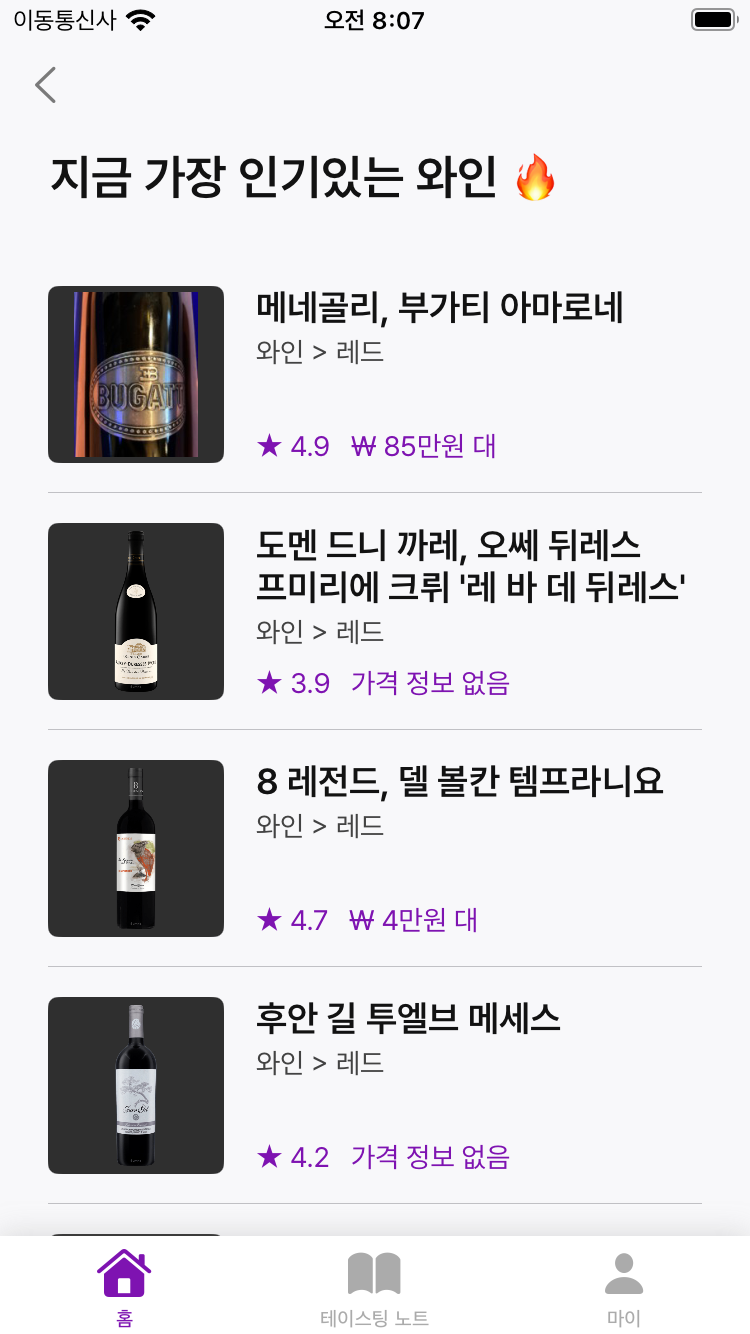 이동통신사 오전 8:07
지금 가장 인기있는 와인 🔥
BUGATTI
메네골리, 부가티 아마로네
와인 > 레드
★ 4.9 ₩ 85만원 대
도멘 드니 까레, 오쎄 뒤레스
프미리에 크뤼 '레 바 데 뒤레스'
와인 > 레드
★ 3.9 가격 정보 없음
8 레전드, 델 볼칸 템프라니요
와인 > 레드
★ 4.7 ₩ 4만원 대
후안 길 투엘브 메세스
와인 > 레드
★ 4.2 가격 정보 없음
홈 테이스팅 노트 마이